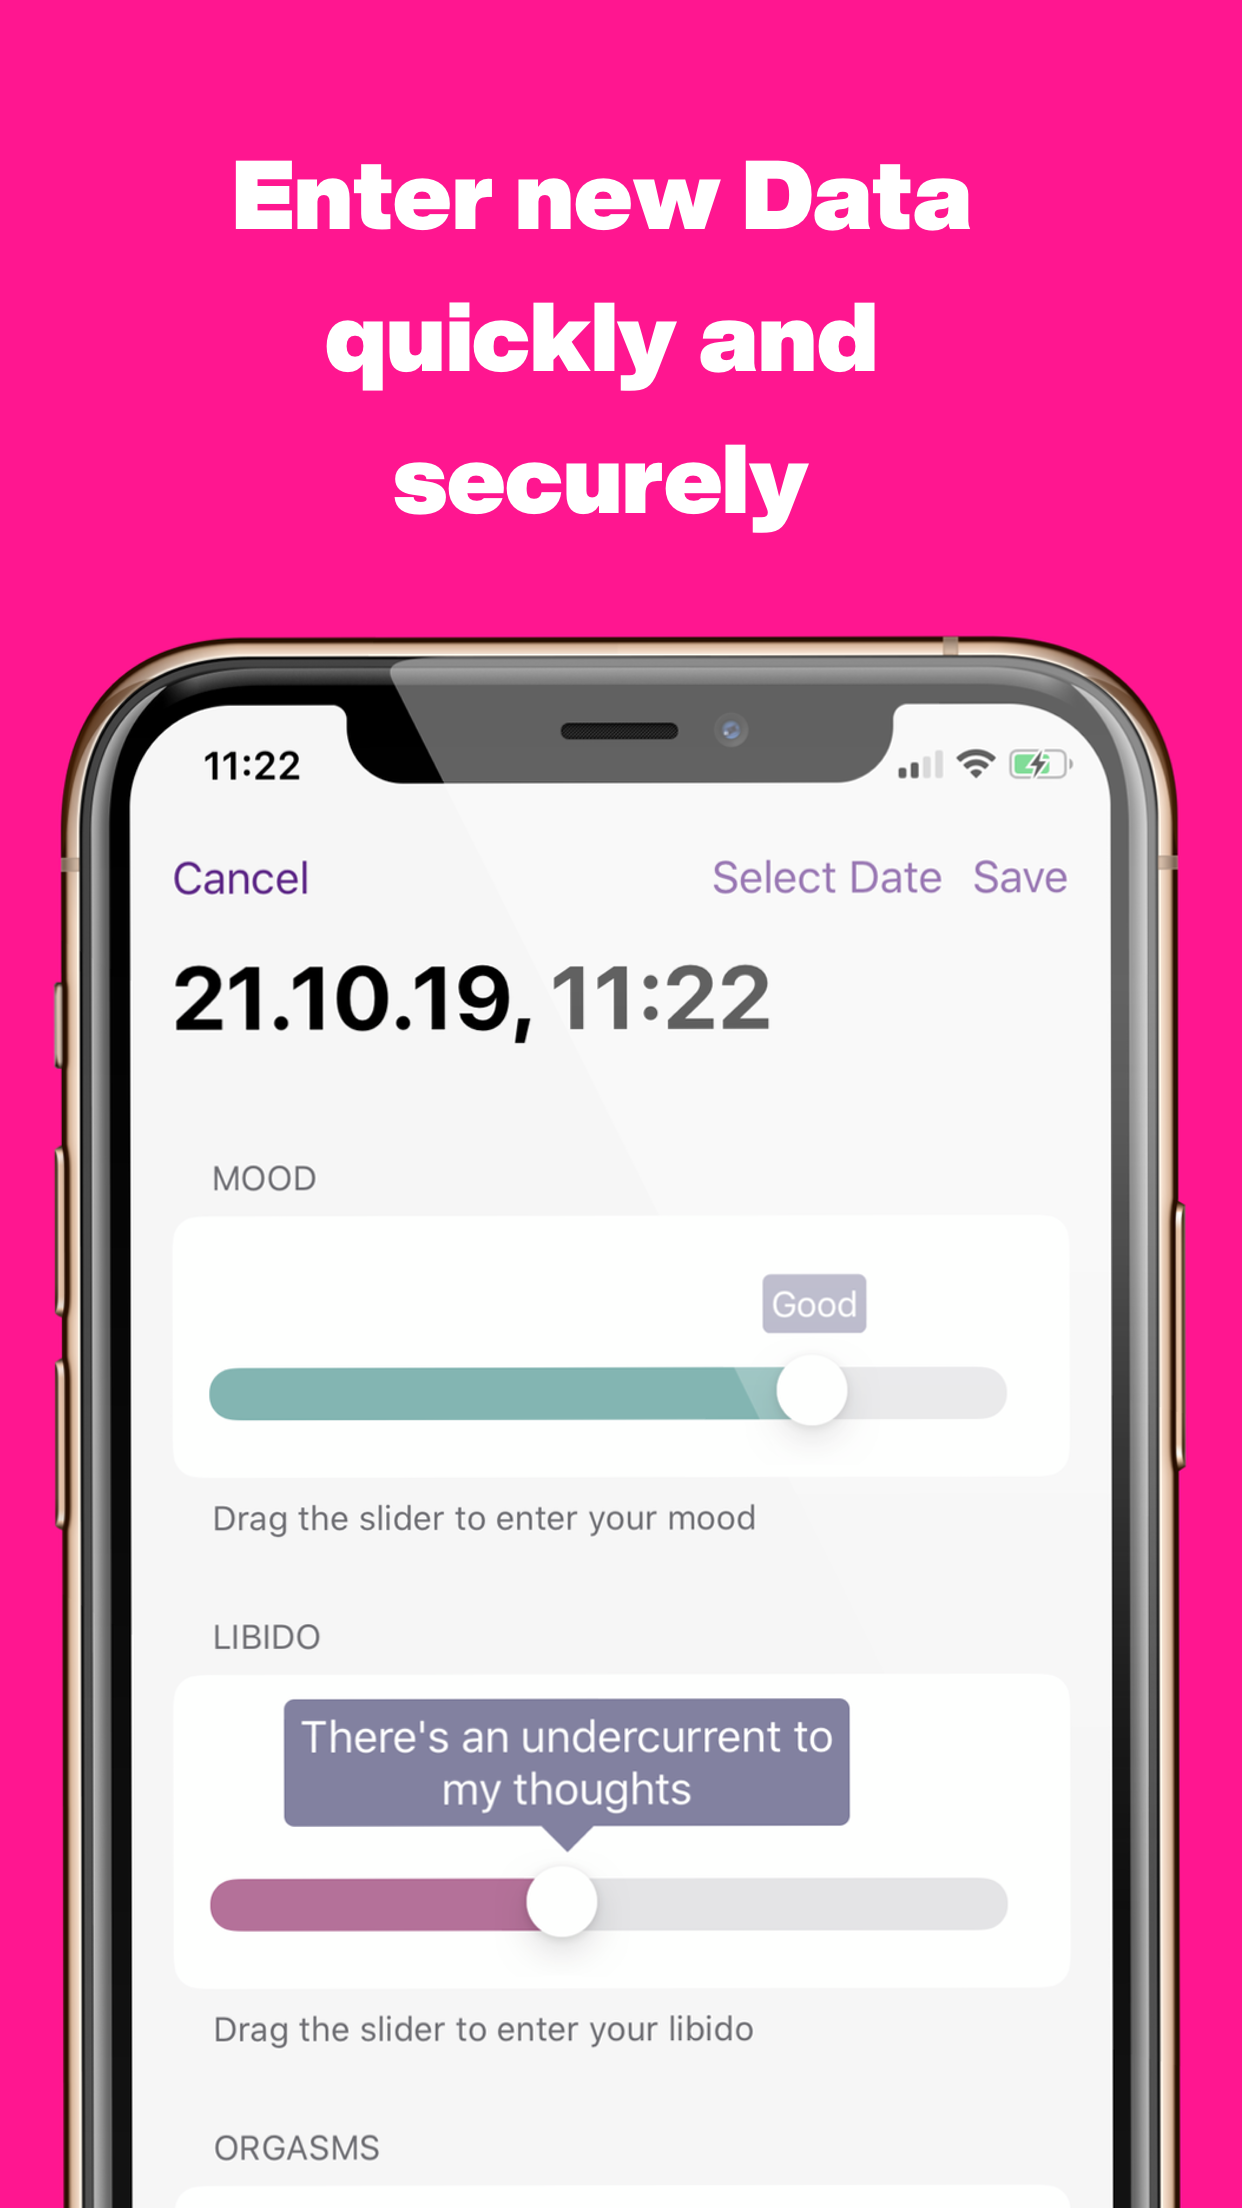 Enter new Data
quickly and
securely
11:22
Cancel
Select Date
Save
21.10.19, 11:22
MOOD
Good
Drag the slider to enter your mood
LIBIDO
There's an undercurrent to
my thoughts
Drag the slider to enter your libido
ORGASMS